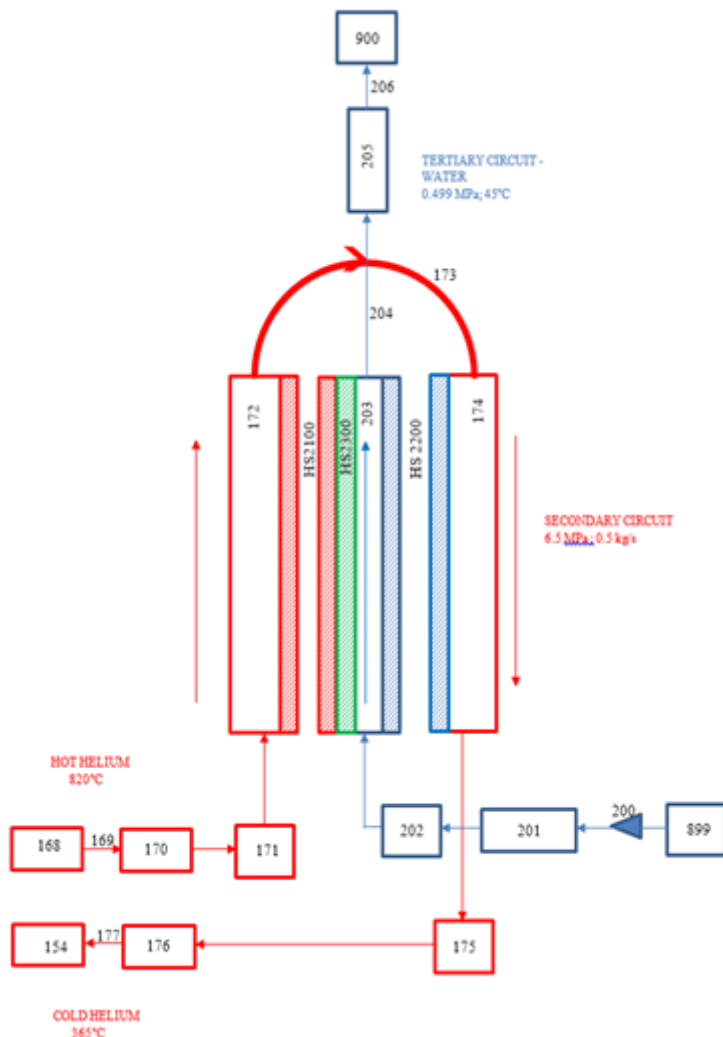 900
206
205
TERTIARY CIRCUIT -
WATER
0.499 MPa; 45°C
173
204
172
HS2100
HS2300
203
HS 2200
174
SECONDARY CIRCUIT
6.5 MPa; 0.5 kg/s
HOT HELIUM
820°C
168
169
170
171
202
201
200
899
154
177
176
175
COLD HELIUM
365°C